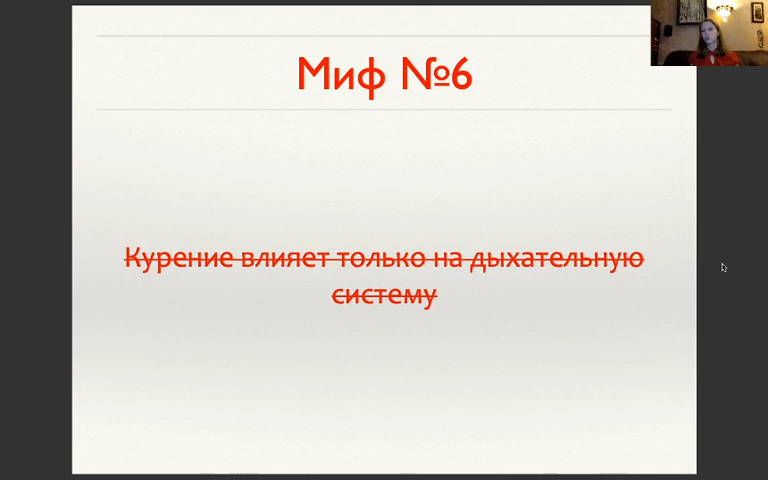 Миф №6
Курение влияет только на дыхательную
систему